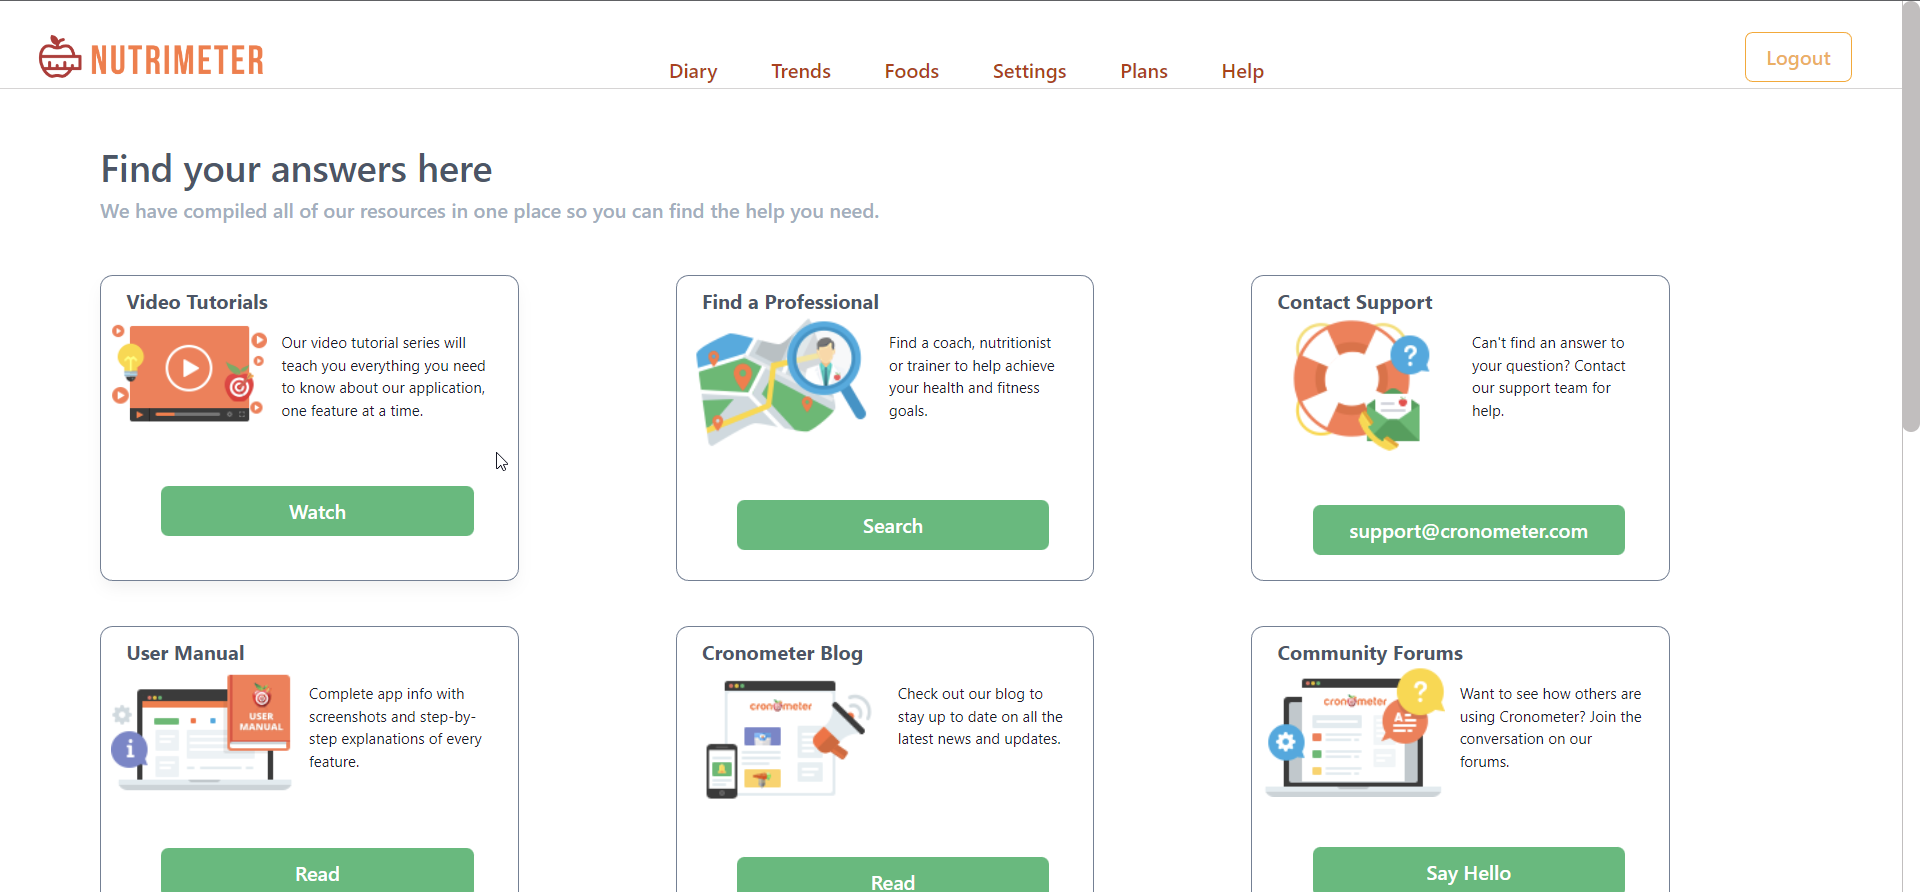 NUTRIMETER
Diary Trends Foods Settings Plans Help
Logout
Find your answers here
We have compiled all of our resources in one place so you can find the help you need.
Video Tutorials
Our video tutorial series will
teach you everything you need
to know about our application,
one feature at a time.
Watch
Find a Professional
Find a coach, nutritionist
or trainer to help achieve
your health and fitness
goals.
Search
Contact Support
Can't find an answer to
your question? Contact
our support team for
help.
support@cronometer.com
User Manual
USER
MANUAL
Complete app info with
screenshots and step-by-
step explanations of every
feature.
Read
Cronometer Blog
cronometer
Check out our blog to
stay up to date on all the
latest news and updates.
Read
Community Forums
cronometer
Want to see how others are
using Cronometer? Join the
conversation on our
forums.
Say Hello